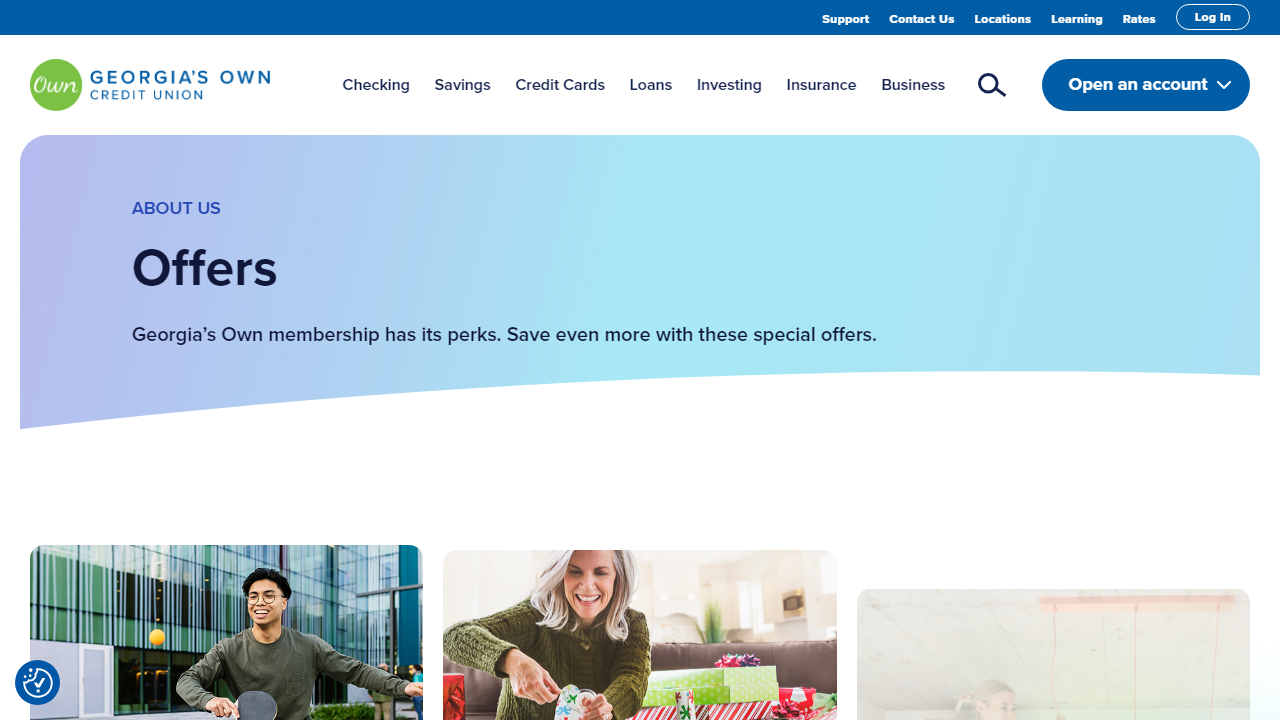 Support Contact Us Locations Learning Rates Log In
Own GEORGIA'S OWN
CREDIT UNION
Checking Savings Credit Cards Loans Investing Insurance Business Open an account
ABOUT US
Offers
Georgia’s Own membership has its perks. Save even more with these special offers.